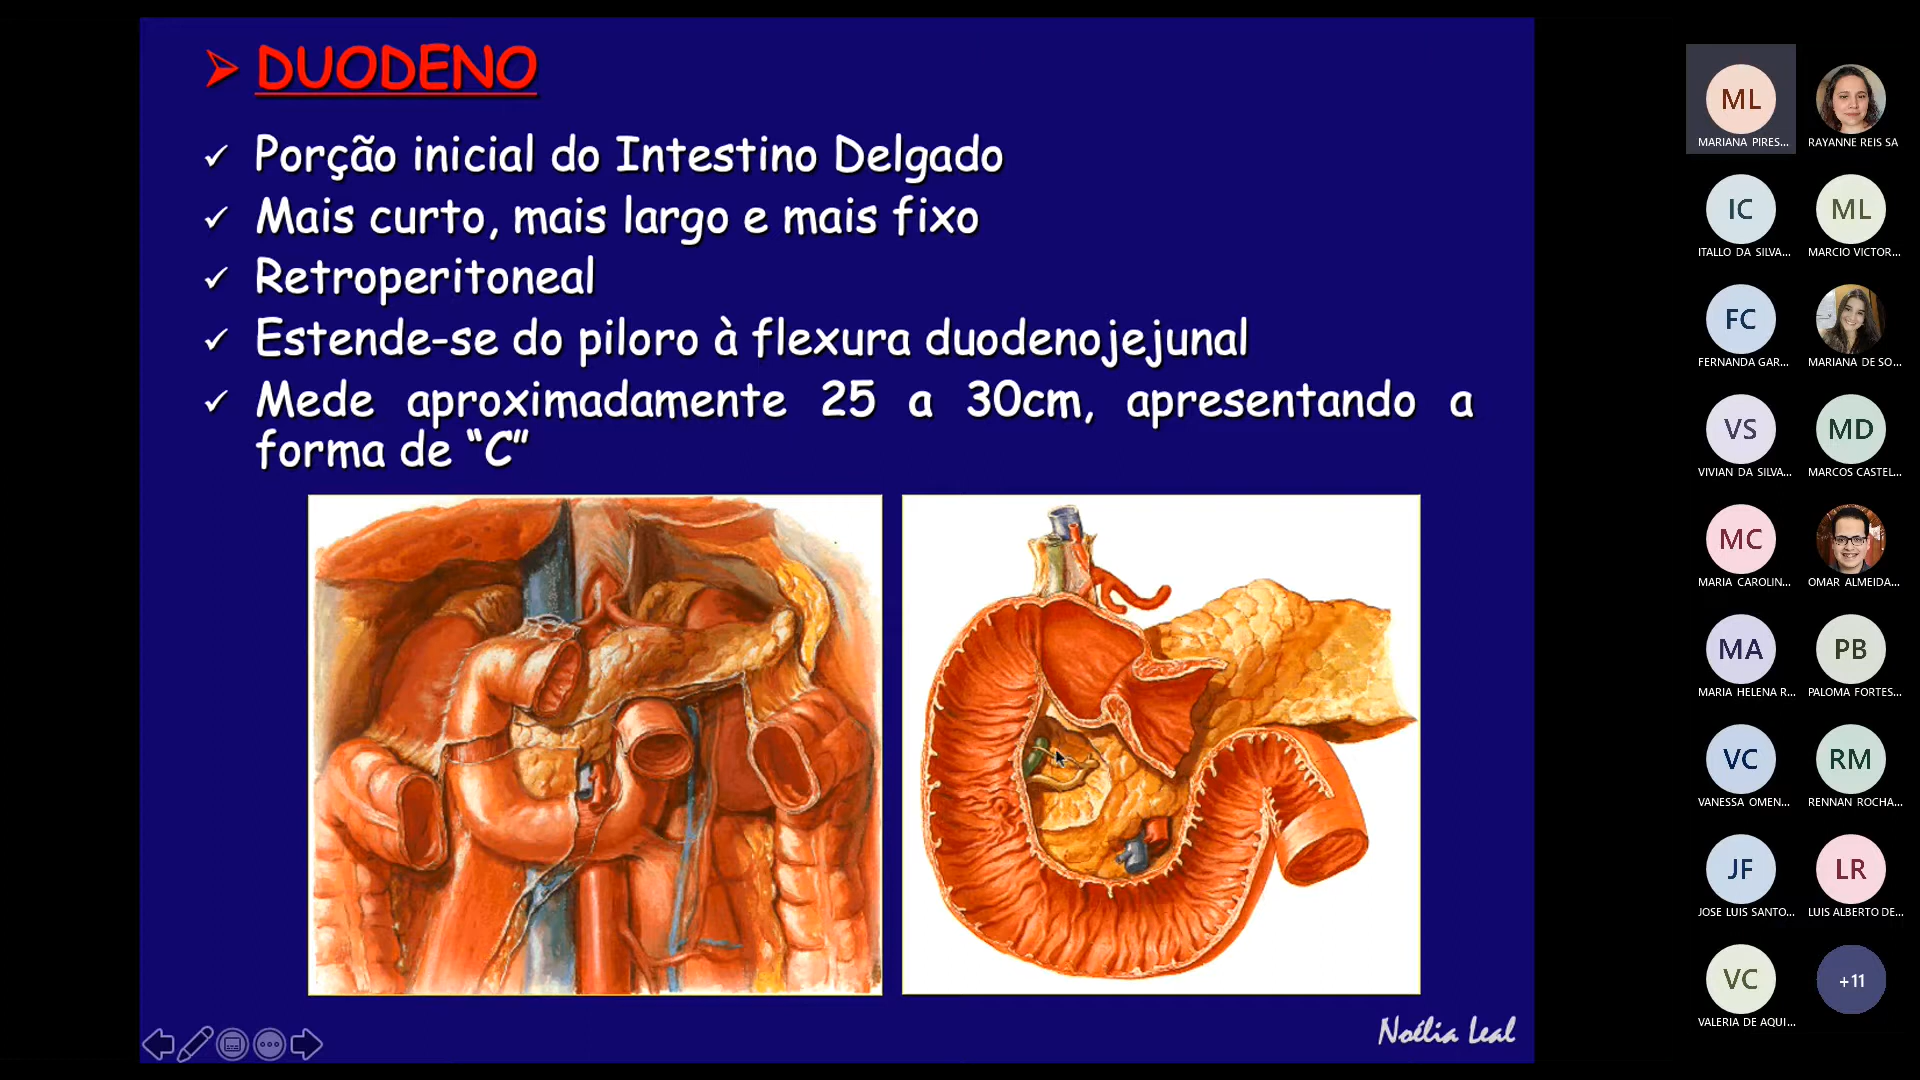 DUODENO
Porção inicial do Intestino Delgado
Mais curto, mais largo e mais fixo
Retroperitoneal
Estende-se do piloro à flexura duodenojejunal
Mede aproximadamente 25 a 30cm, apresentando a
forma de “C”
Noélia Leal
ML
MARIANA PIRES...
RAYANNE REIS SA
IC
ITALLO DA SILVA...
ML
MARCIO VICTOR...
FC
FERNANDA GAR...
MARIANA DE SO...
VS
VIVIAN DA SILVA...
MD
MARCOS CASTEL...
MC
MARIA CAROLIN...
OMAR ALMEIDA...
MA
MARIA HELENA R...
PB
PALOMA FORTES...
VC
VANESSA OMEN...
RM
RENNAN ROCHA...
JF
JOSE LUIS SANTO...
LR
LUIS ALBERTO DE...
VC
VALERIA DE AQUI...
+11